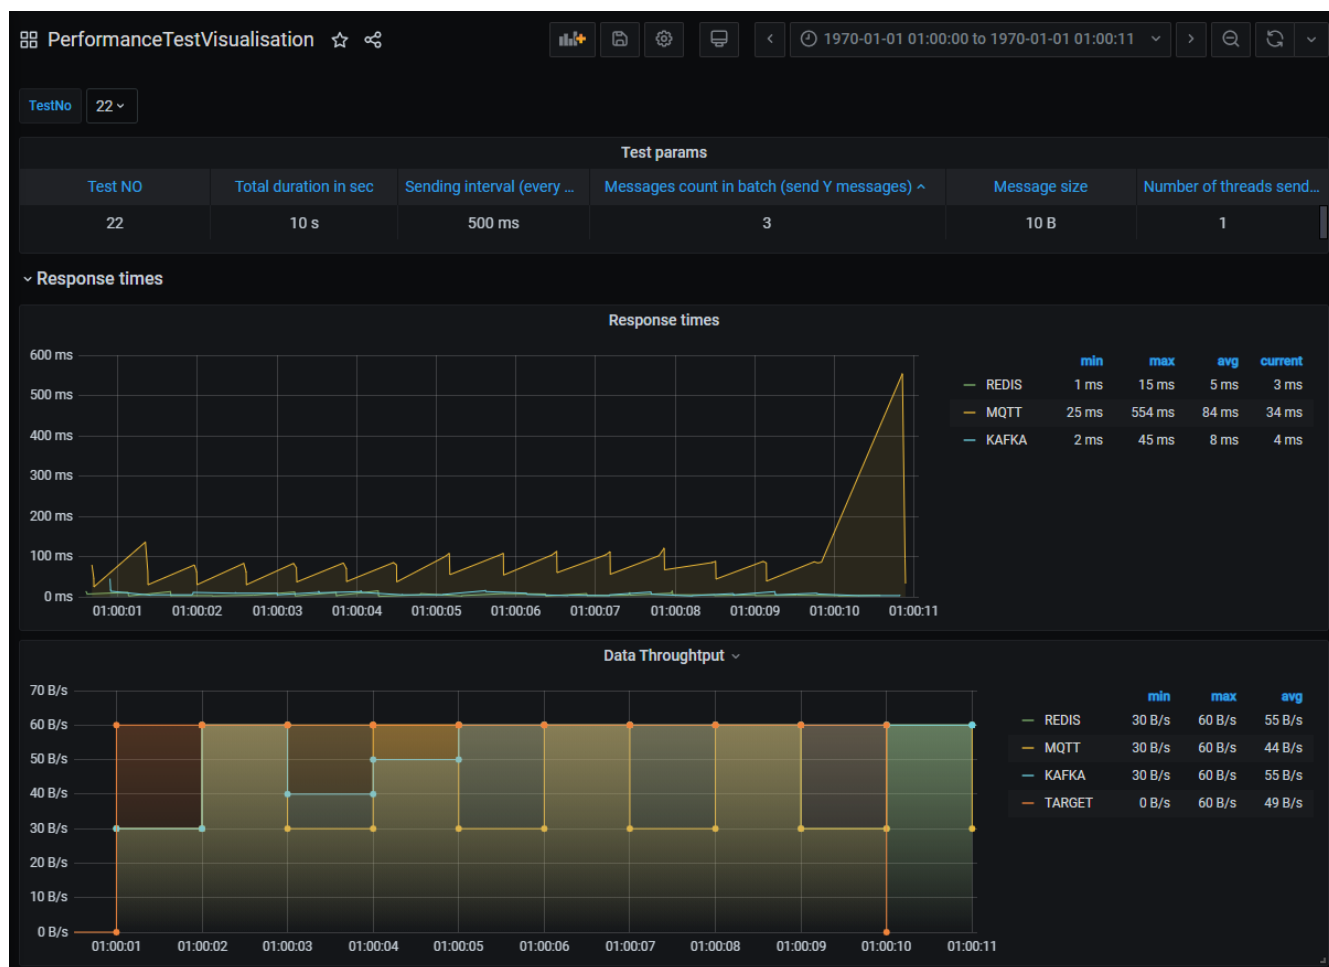 PerformanceTestVisualisation
1970-01-01 01:00:00 to 1970-01-01 01:00:11
TestNo 22
Test params
Test NO Total duration in sec Sending interval (every ... Messages count in batch (send Y messages) Message size Number of threads send...
22 10 s 500 ms 3 10 B 1
Response times
Response times
600 ms
500 ms
400 ms
300 ms
200 ms
100 ms
0 ms
01:00:01 01:00:02 01:00:03 01:00:04 01:00:05 01:00:06 01:00:07 01:00:08 01:00:09 01:00:10 01:00:11
min max avg current
REDIS 1 ms 15 ms 5 ms 3 ms
MQTT 25 ms 554 ms 84 ms 34 ms
KAFKA 2 ms 45 ms 8 ms 4 ms
Data Throughtput
70 B/s
60 B/s
50 B/s
40 B/s
30 B/s
20 B/s
10 B/s
0 B/s
01:00:01 01:00:02 01:00:03 01:00:04 01:00:05 01:00:06 01:00:07 01:00:08 01:00:09 01:00:10 01:00:11
min max avg
REDIS 30 B/s 60 B/s 55 B/s
MQTT 30 B/s 60 B/s 44 B/s
KAFKA 30 B/s 60 B/s 55 B/s
TARGET 0 B/s 60 B/s 49 B/s